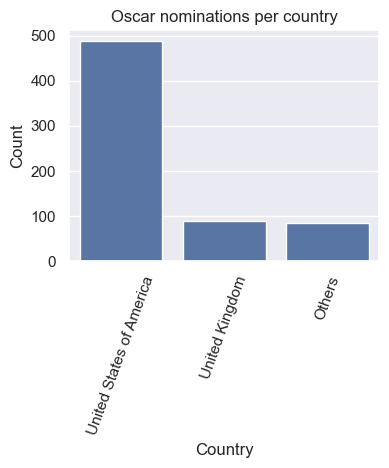 Oscar nominations per country
500
400
300
200
100
0
Count
United States of America
United Kingdom
Others
Country